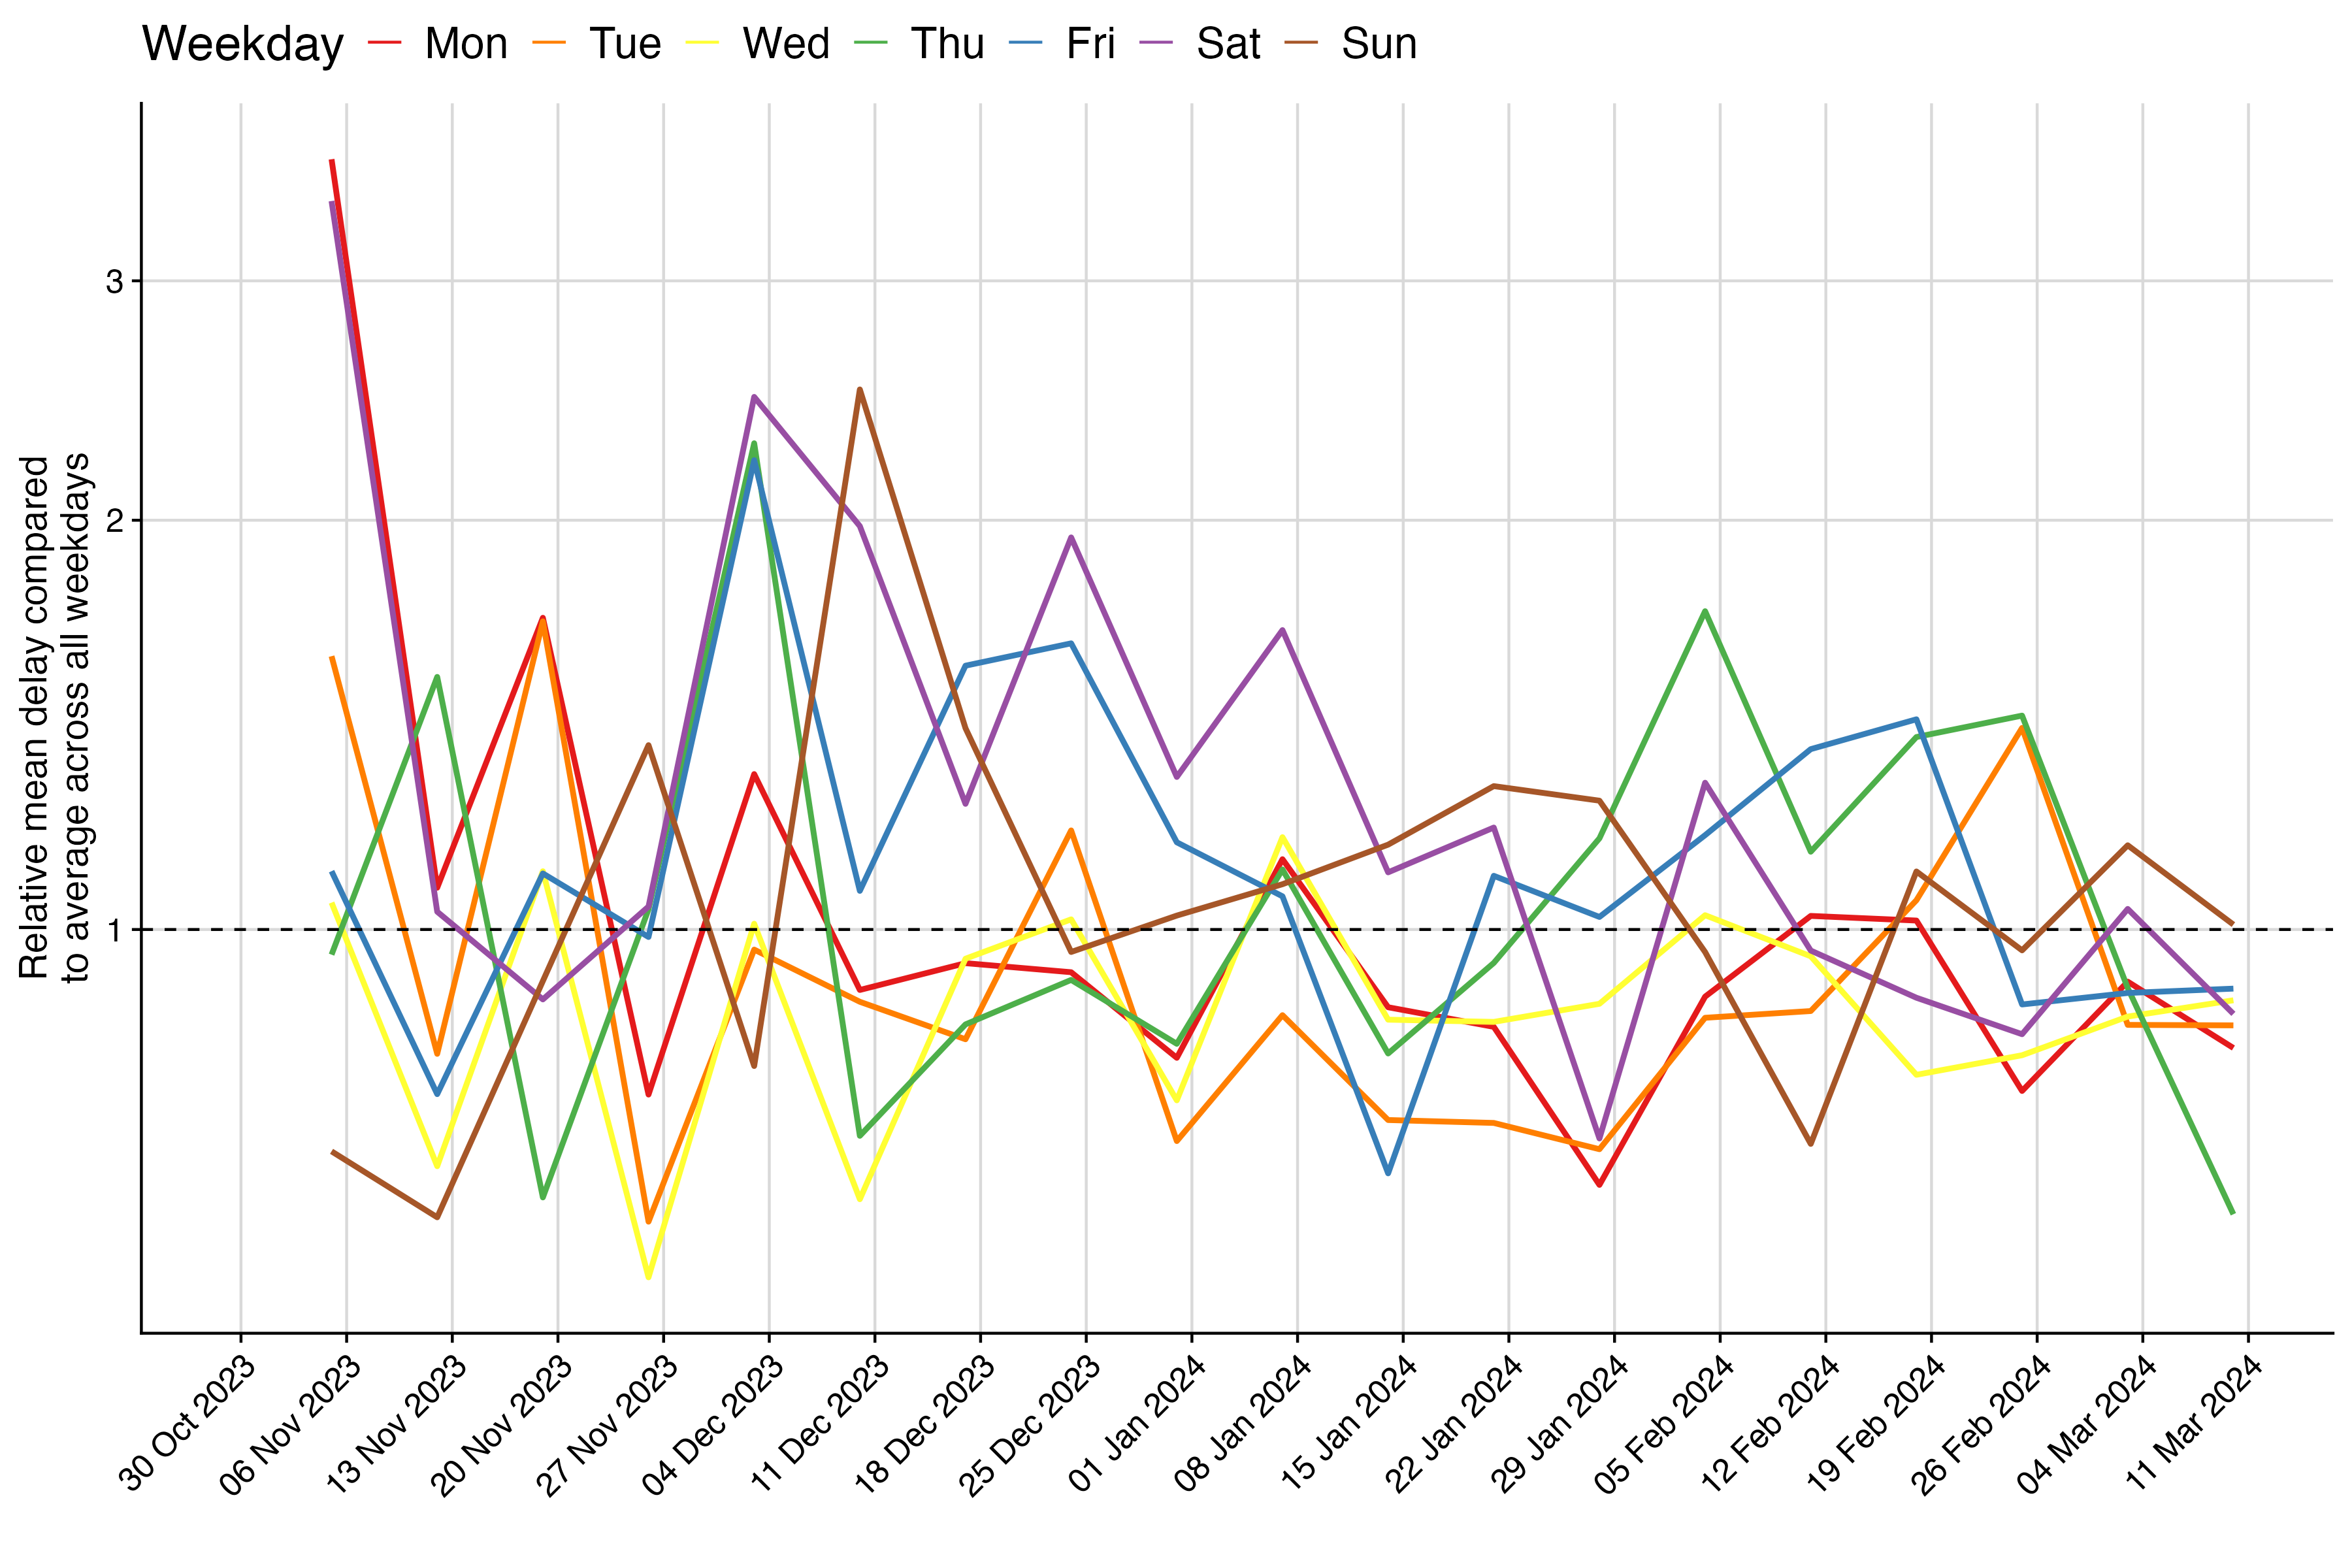 Weekday Mon Tue Wed Thu Fri Sat Sun
Relative mean delay compared
to average across all weekdays
3
2
1
30 Oct 2023
06 Nov 2023
13 Nov 2023
20 Nov 2023
27 Nov 2023
04 Dec 2023
11 Dec 2023
18 Dec 2023
25 Dec 2023
01 Jan 2024
08 Jan 2024
15 Jan 2024
22 Jan 2024
29 Jan 2024
05 Feb 2024
12 Feb 2024
19 Feb 2024
26 Feb 2024
04 Mar 2024
11 Mar 2024